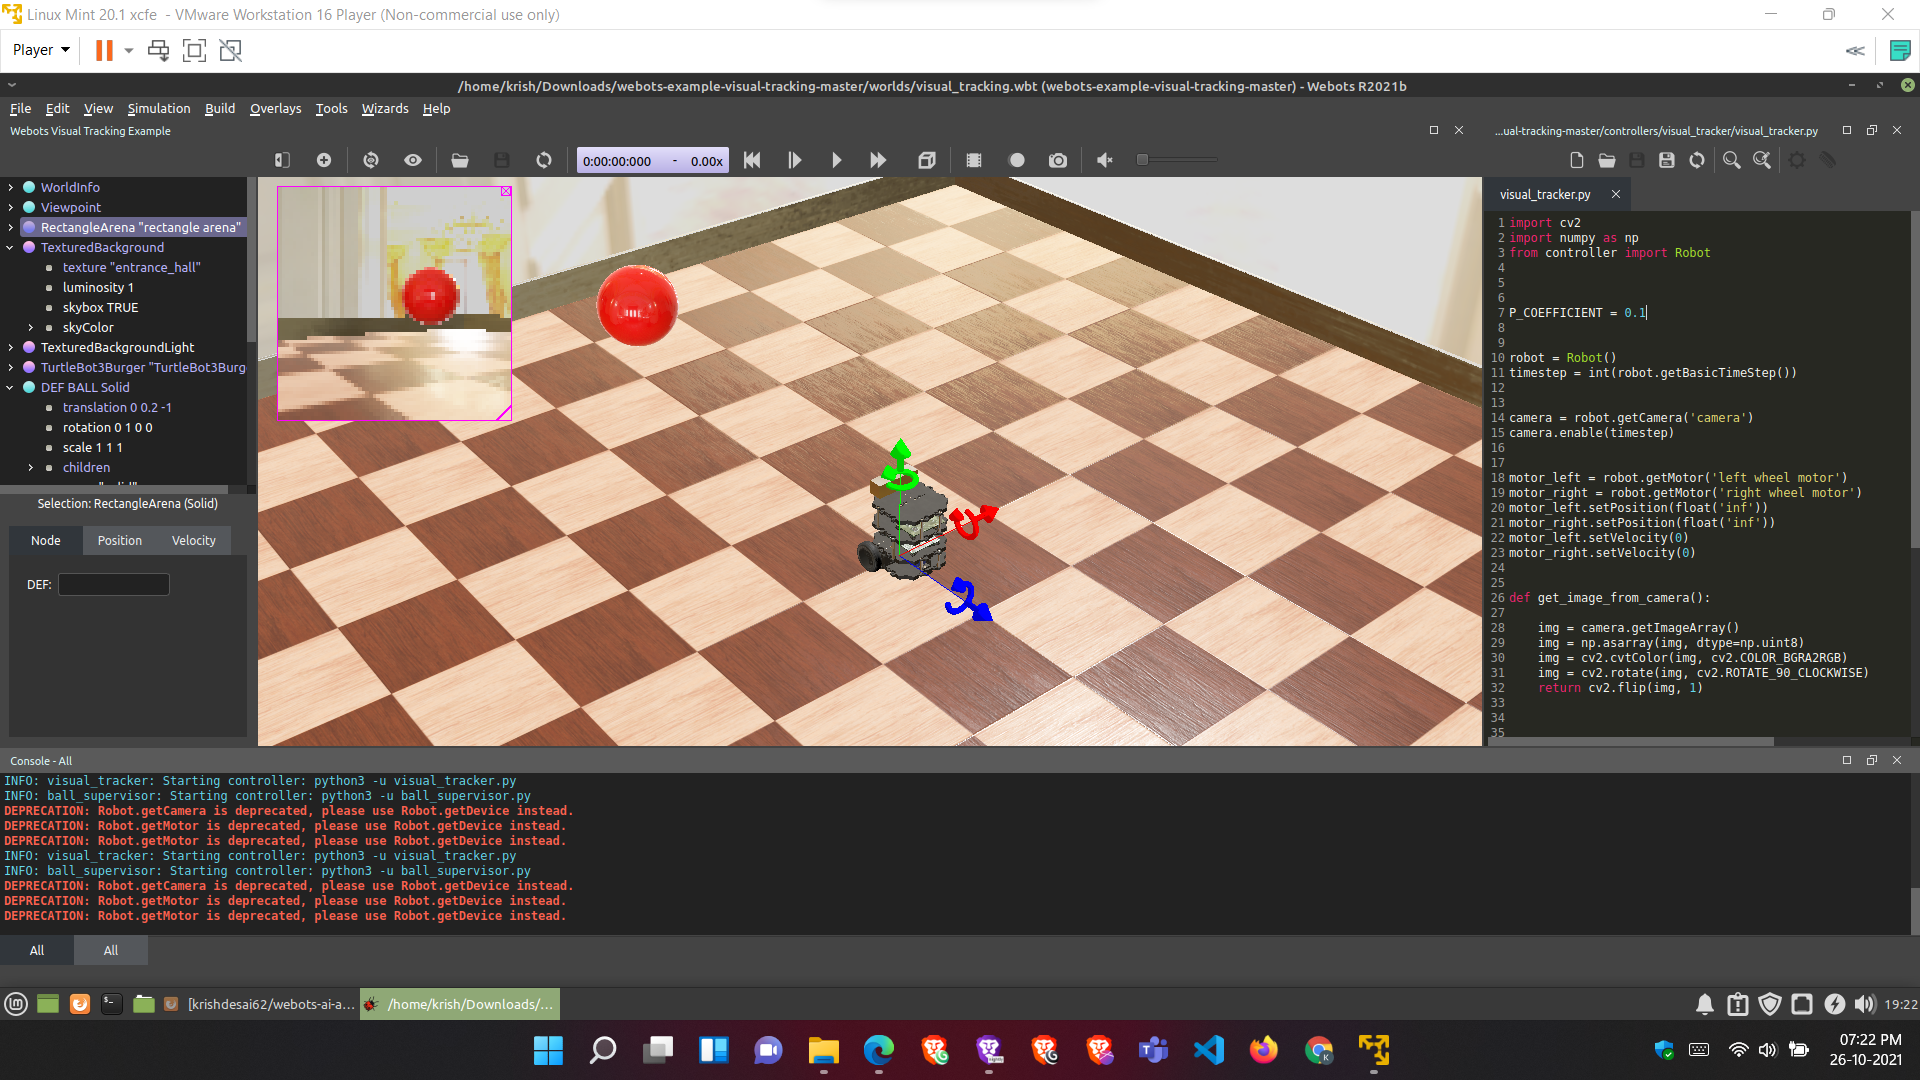 Linux Mint 20.1 xcfe - VMware Workstation 16 Player (Non-commercial use only)
Player
/home/krish/Downloads/webots-example-visual-tracking-master/worlds/visual_tracking.wbt (webots-example-visual-tracking-master) - Webots R2021b
File Edit View Simulation Build Overlays Tools Wizards Help
Webots Visual Tracking Example
...ual-tracking-master/controllers/visual_tracker/visual_tracker.py
0:00:00:000 - 0.00x
WorldInfo
Viewpoint
RectangleArena "rectangle arena"
TexturedBackground
texture "entrance_hall"
luminosity 1
skybox TRUE
skyColor
TexturedBackgroundLight
TurtleBot3Burger "TurtleBot3Burg
DEF BALL Solid
translation 0 0.2 -1
rotation 0 1 0 0
scale 1 1 1
children
Selection: RectangleArena (Solid)
Node Position Velocity
DEF:
visual_tracker.py
1 import cv2
2 import numpy as np
3 from controller import Robot
4
5
6
7 P_COEFFICIENT = 0.1
8
9
10 robot = Robot()
11 timestep = int(robot.getBasicTimeStep())
12
13
14 camera = robot.getCamera('camera')
15 camera.enable(timestep)
16
17
18 motor_left = robot.getMotor('left wheel motor')
19 motor_right = robot.getMotor('right wheel motor')
20 motor_left.setPosition(float('inf'))
21 motor_right.setPosition(float('inf'))
22 motor_left.setVelocity(0)
23 motor_right.setVelocity(0)
24
25
26 def get_image_from_camera():
27
28 img = camera.getImageArray()
29 img = np.asarray(img, dtype=np.uint8)
30 img = cv2.cvtColor(img, cv2.COLOR_BGRA2RGB)
31 img = cv2.rotate(img, cv2.ROTATE_90_CLOCKWISE)
32 return cv2.flip(img, 1)
33
34
35
Console - All
INFO: visual_tracker: Starting controller: python3 -u visual_tracker.py
INFO: ball_supervisor: Starting controller: python3 -u ball_supervisor.py
DEPRECATION: Robot.getCamera is deprecated, please use Robot.getDevice instead.
DEPRECATION: Robot.getMotor is deprecated, please use Robot.getDevice instead.
DEPRECATION: Robot.getMotor is deprecated, please use Robot.getDevice instead.
INFO: visual_tracker: Starting controller: python3 -u visual_tracker.py
INFO: ball_supervisor: Starting controller: python3 -u ball_supervisor.py
DEPRECATION: Robot.getCamera is deprecated, please use Robot.getDevice instead.
DEPRECATION: Robot.getMotor is deprecated, please use Robot.getDevice instead.
DEPRECATION: Robot.getMotor is deprecated, please use Robot.getDevice instead.
All All
[krishdesai62/webots-ai-a... /home/krish/Downloads/... 19:22
07:22 PM
26-10-2021